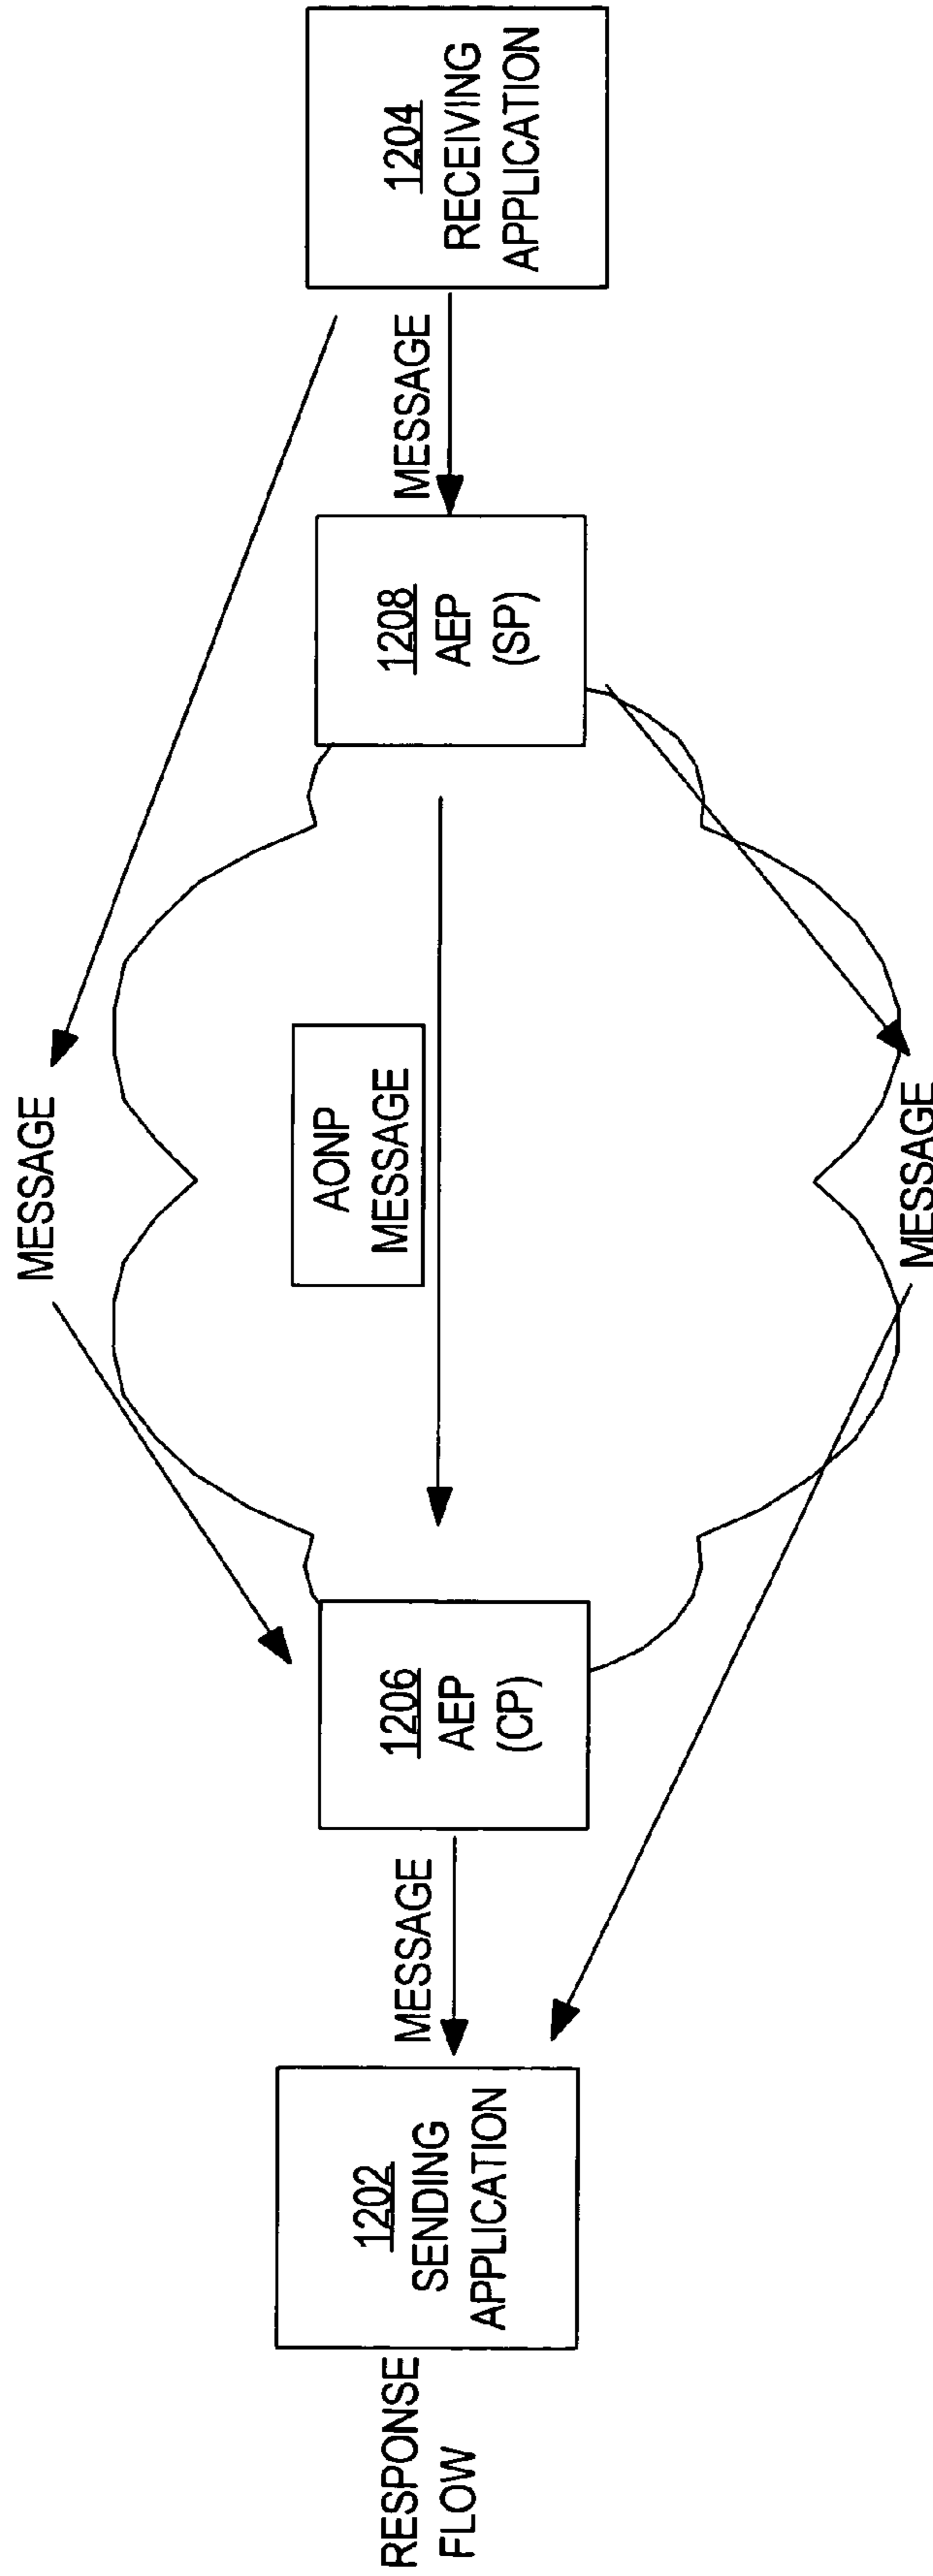 MESSAGE
RESPONSE
FLOW
1202
SENDING
APPLICATION
MESSAGE
1206
AEP
(CP)
AONP
MESSAGE
1208
AEP
(SP)
MESSAGE
1204
RECEIVING
APPLICATION
MESSAGE